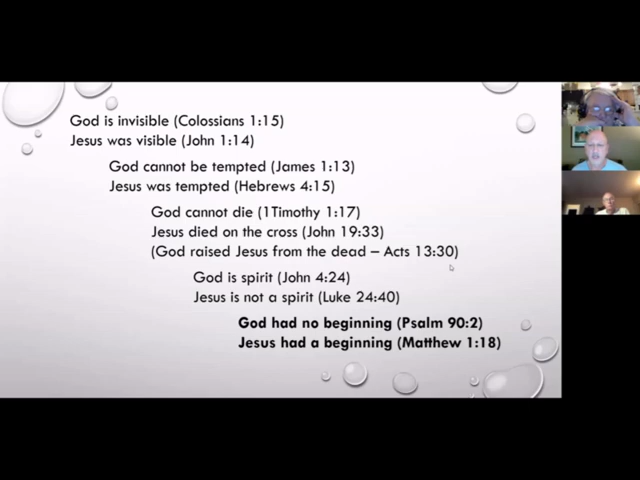 God is invisible (Colossians 1:15)
Jesus was visible (John 1:14)
God cannot be tempted (James 1:13)
Jesus was tempted (Hebrews 4:15)
God cannot die (1Timothy 1:17)
Jesus died on the cross (John 19:33)
(God raised Jesus from the dead – Acts 13:30)
God is spirit (John 4:24)
Jesus is not a spirit (Luke 24:40)
God had no beginning (Psalm 90:2)
Jesus had a beginning (Matthew 1:18)